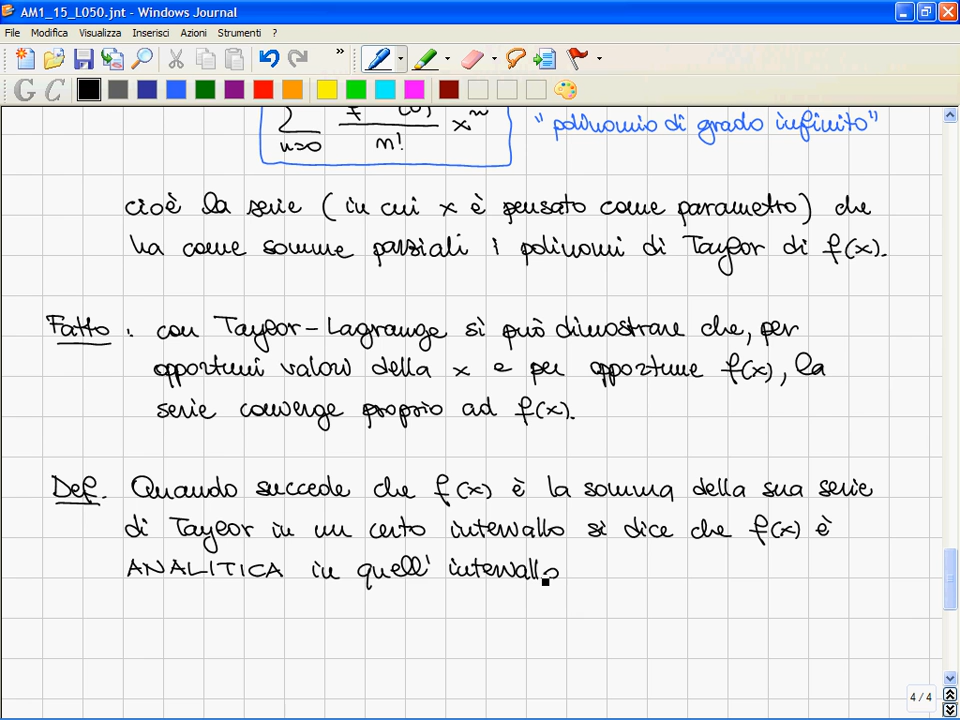 AM1_15_L050.jnt - Windows Journal
File Modifica Visualizza Inserisci Azioni Strumenti ?
G C
∑ n=0 f (0) / n! xⁿ "polinomio di grado infinito"
cioè la serie (in cui x è pensato come parametro) che
ha come somme parziali i polinomi di Taylor di f(x).
Fatto: con Taylor-Lagrange si può dimostrare che, per
opportuni valori della x e per opportune f(x), la
serie converge proprio ad f(x).
Def. Quando succede che f(x) è la somma della sua serie
di Taylor in un certo intervallo si dice che f(x) è
ANALITICA in quell'intervallo
4 / 4